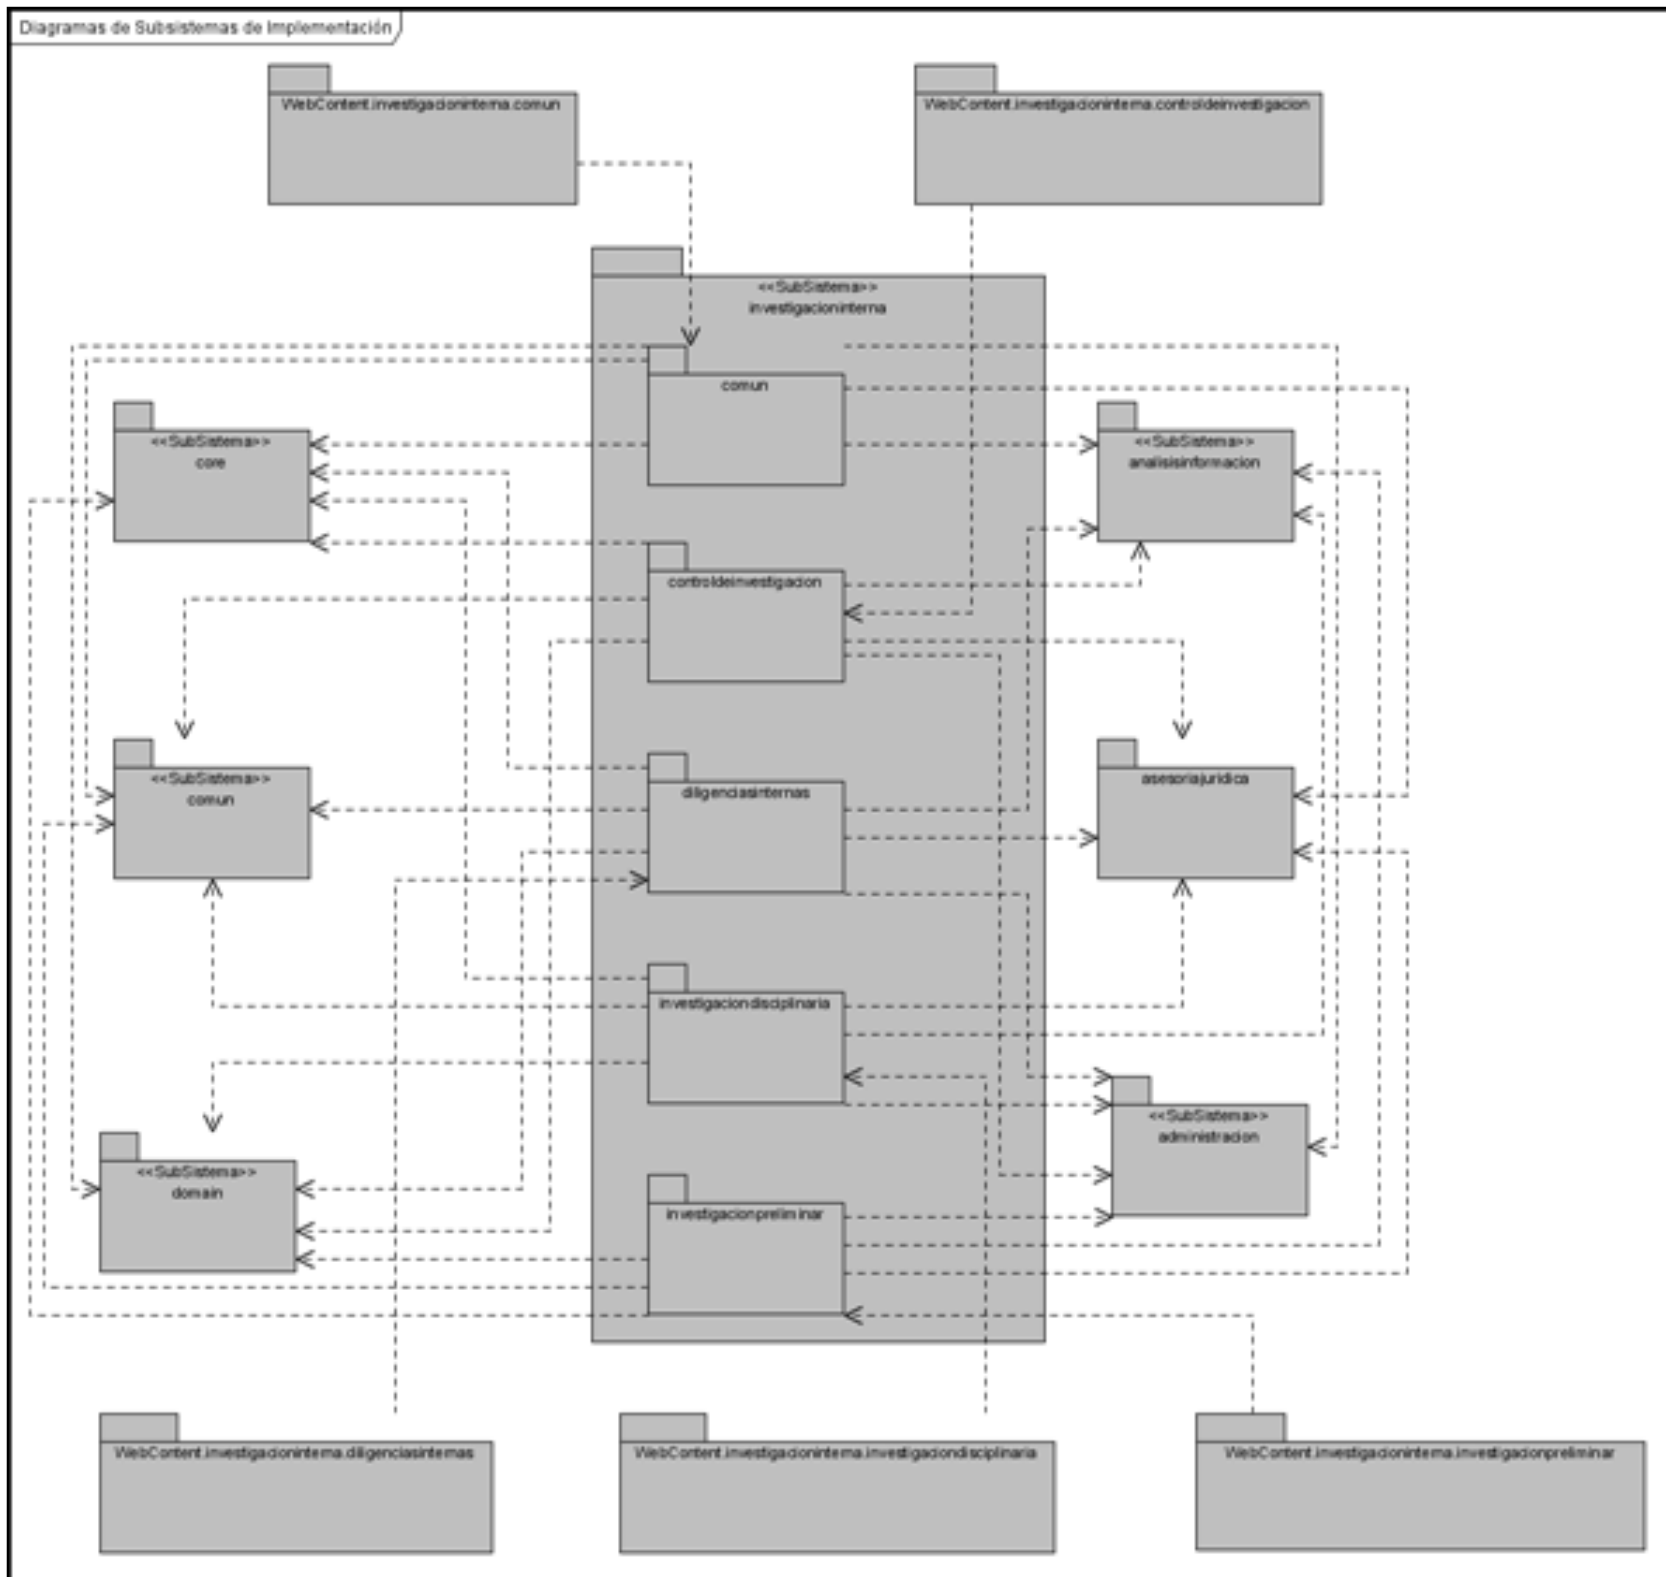 Diagramas de Subsistemas de Implementación
WebContent.investigacioninterna.comun
WebContent.investigacioninterna.controldeinvestigacion
<<SubSistema>>
investigacioninterna
comun
<<SubSistema>>
core
<<SubSistema>>
analisisinformacion
controldeinvestigacion
<<SubSistema>>
comun
asesoriajuridica
diligenciasinternas
investigaciondisciplinaria
<<SubSistema>>
administracion
<<SubSistema>>
domain
investigacionpreliminar
WebContent.investigacioninterna.diligenciasinternas
WebContent.investigacioninterna.investigaciondisciplinaria
WebContent.investigacioninterna.investigacionpreliminar